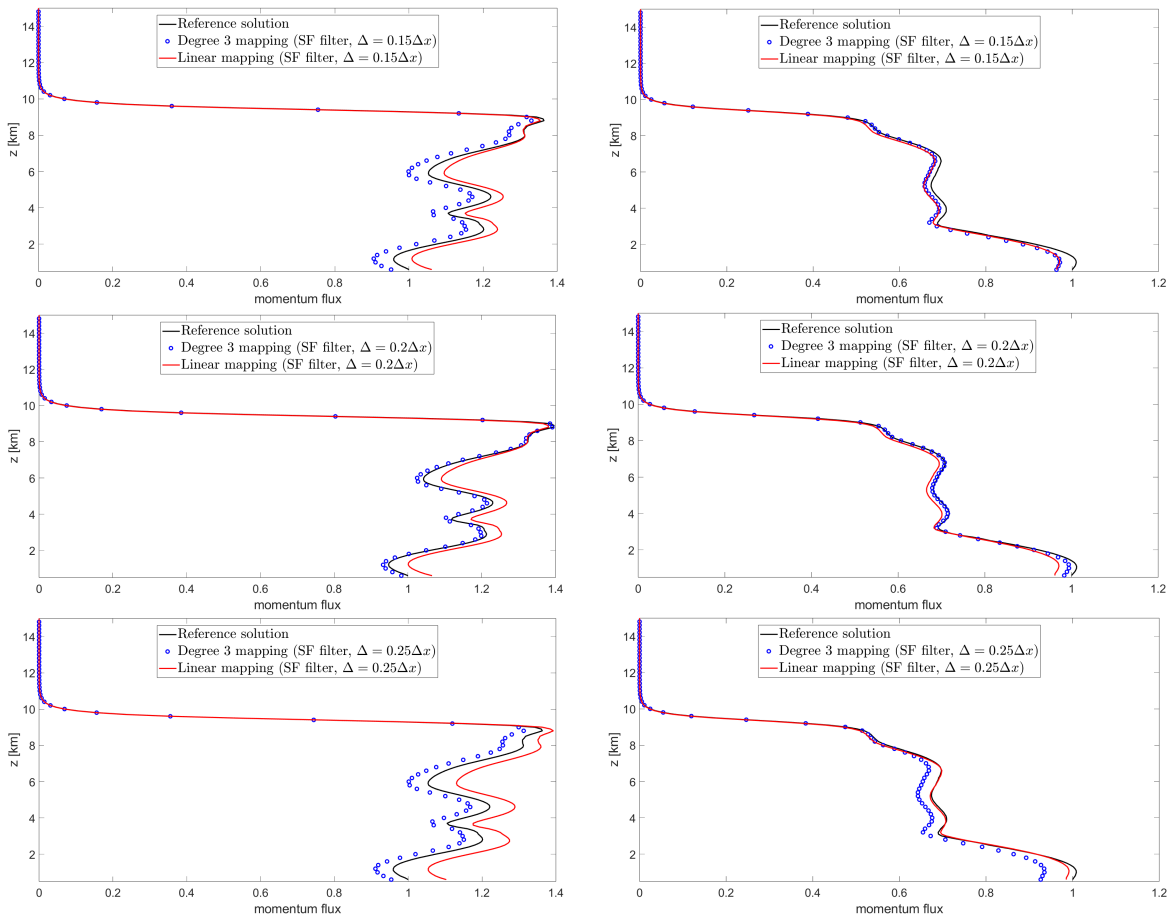 Reference solution
Degree 3 mapping (SF filter, Δ = 0.15Δx)
Linear mapping (SF filter, Δ = 0.15Δx)
14
12
10
8
6
4
2
z [km]
0 0.2 0.4 0.6 0.8 1 1.2 1.4
momentum flux
Reference solution
Degree 3 mapping (SF filter, Δ = 0.15Δx)
Linear mapping (SF filter, Δ = 0.15Δx)
14
12
10
8
6
4
2
z [km]
0 0.2 0.4 0.6 0.8 1 1.2
momentum flux
Reference solution
Degree 3 mapping (SF filter, Δ = 0.2Δx)
Linear mapping (SF filter, Δ = 0.2Δx)
14
12
10
8
6
4
2
z [km]
0 0.2 0.4 0.6 0.8 1 1.2 1.4
momentum flux
Reference solution
Degree 3 mapping (SF filter, Δ = 0.2Δx)
Linear mapping (SF filter, Δ = 0.2Δx)
14
12
10
8
6
4
2
z [km]
0 0.2 0.4 0.6 0.8 1 1.2
momentum flux
Reference solution
Degree 3 mapping (SF filter, Δ = 0.25Δx)
Linear mapping (SF filter, Δ = 0.25Δx)
14
12
10
8
6
4
2
z [km]
0 0.2 0.4 0.6 0.8 1 1.2 1.4
momentum flux
Reference solution
Degree 3 mapping (SF filter, Δ = 0.25Δx)
Linear mapping (SF filter, Δ = 0.25Δx)
14
12
10
8
6
4
2
z [km]
0 0.2 0.4 0.6 0.8 1 1.2
momentum flux